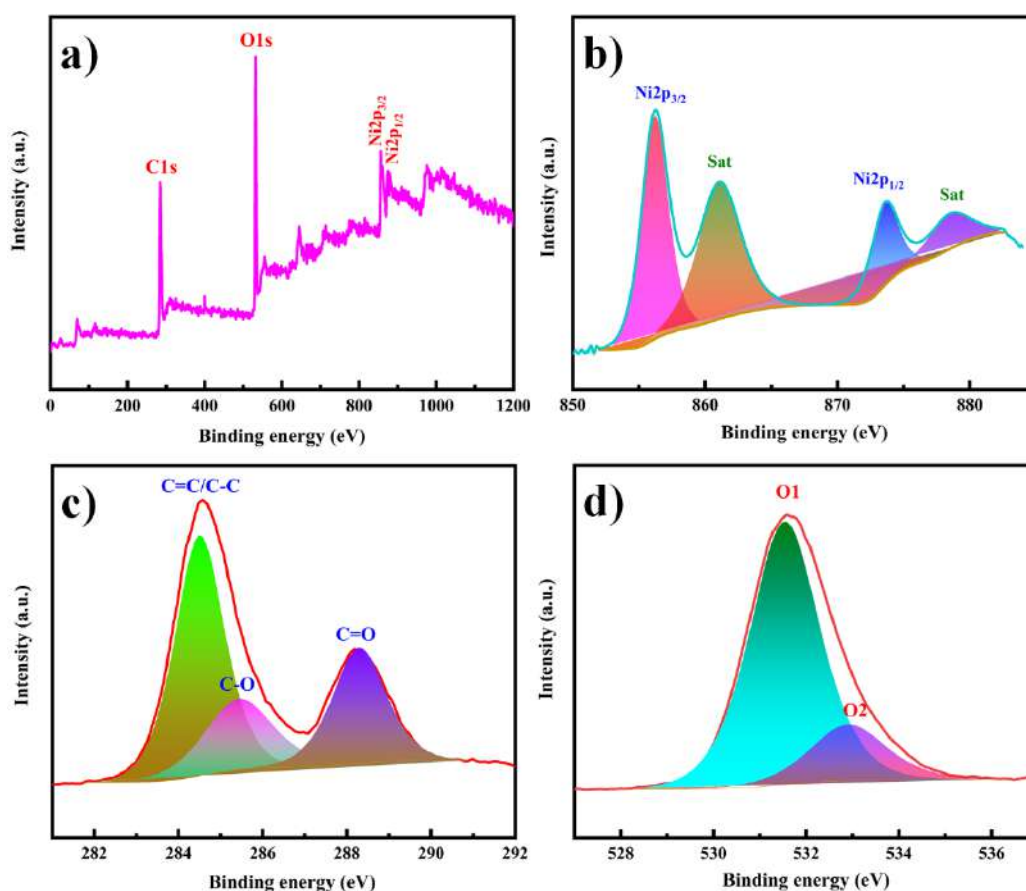 a)
O1s
C1s
Ni2p3/2
Ni2p1/2
Intensity (a.u.)
0 200 400 600 800 1000 1200
Binding energy (eV)
b)
Ni2p3/2
Sat
Ni2p1/2
Sat
Intensity (a.u.)
850 860 870 880
Binding energy (eV)
c)
C=C/C-C
C-O
C=O
Intensity (a.u.)
282 284 286 288 290 292
Binding energy (eV)
d)
O1
O2
Intensity (a.u.)
528 530 532 534 536
Binding energy (eV)